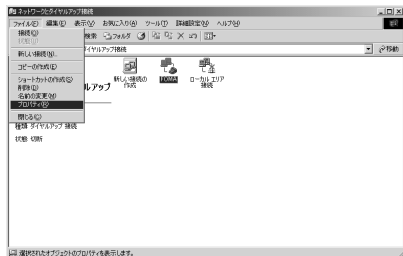 ネットワークとダイヤルアップ接続
ファイル(F) 編集(E) 表示(V) お気に入り(A) ツール(T) 詳細設定(N) ヘルプ(H)
接続(O)
状態(U)
新しい接続(N)...
コピーの作成(E)
ショートカットの作成(S)
削除(D)
名前の変更(M)
プロパティ(R)
閉じる(C)
検索 フォルダ
イヤルアップ接続
移動
ルアップ
新しい接続の
作成
FOMA
ローカル エリア
接続
種類: ダイヤルアップ 接続
状態: 切断
選択されたオブジェクトのプロパティを表示します。